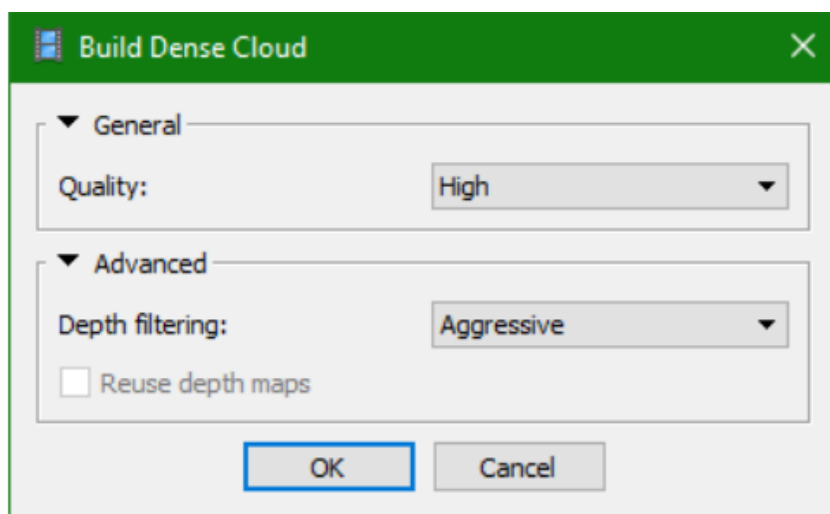 Build Dense Cloud
General
Quality: High
Advanced
Depth filtering: Aggressive
Reuse depth maps
OK Cancel